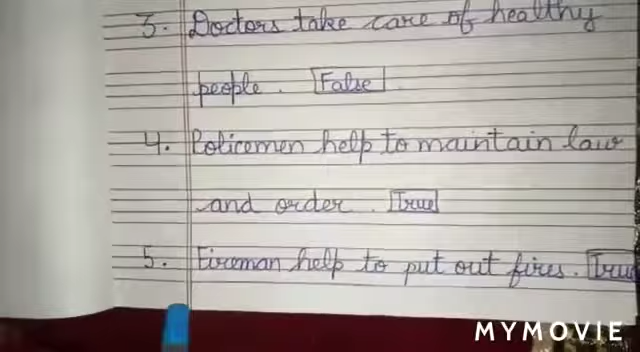 3. Doctors take care of healthy
people. False
4. Policemen help to maintain law
and order. True
5. Fireman help to put out fires. True
MYMOVIE